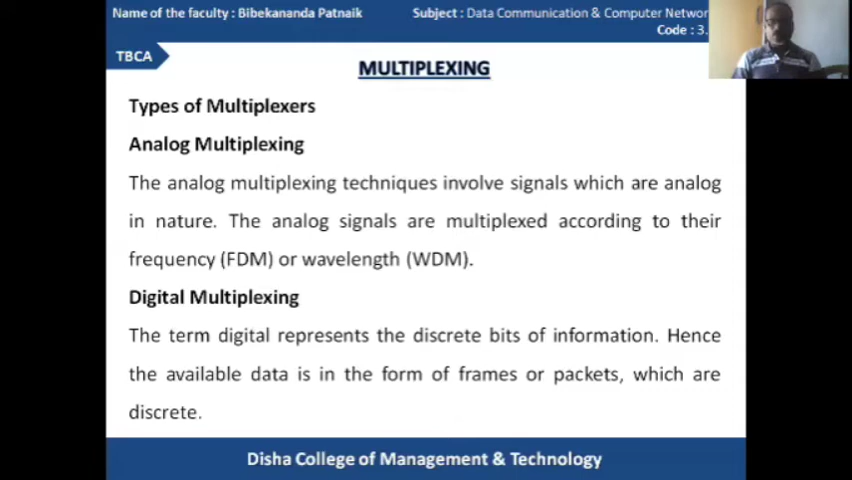 Name of the faculty : Bibekananda Patnaik
Subject : Data Communication & Computer Networ
Code : 3.
TBCA
MULTIPLEXING
Types of Multiplexers
Analog Multiplexing
The analog multiplexing techniques involve signals which are analog
in nature. The analog signals are multiplexed according to their
frequency (FDM) or wavelength (WDM).
Digital Multiplexing
The term digital represents the discrete bits of information. Hence
the available data is in the form of frames or packets, which are
discrete.
Disha College of Management & Technology